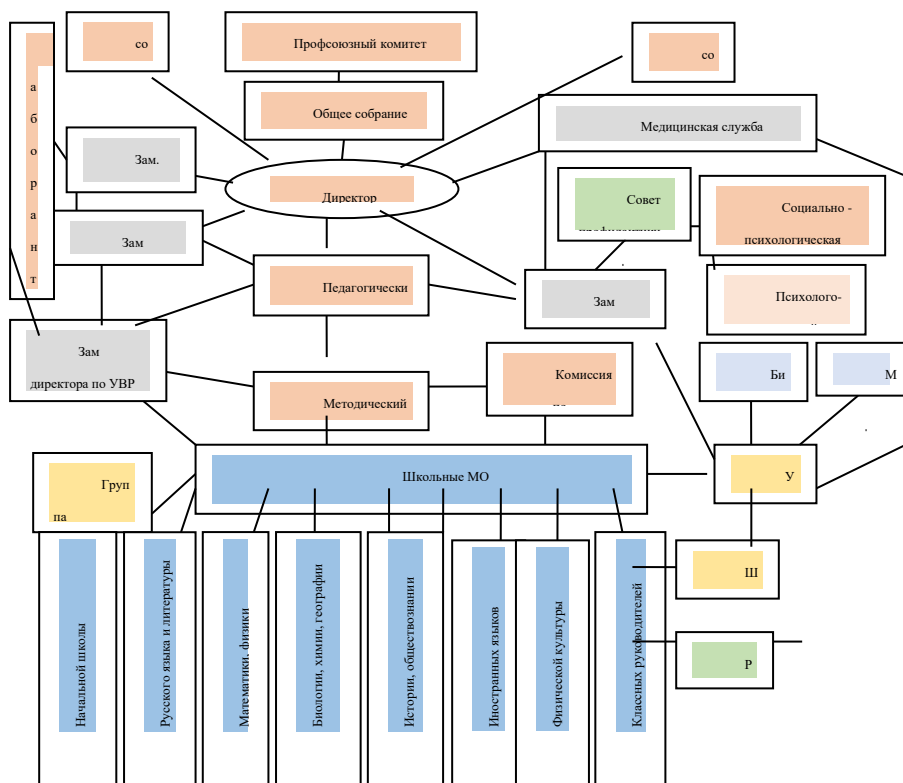 со
Профсоюзный комитет
со
а
б
о
р
а
н
т
Общее собрание
Медицинская служба
Зам.
Директор
Совет
Социально -
психологическая
Зам
Педагогически
Зам
Психолого-
Зам
директора по УВР
Комиссия
Би
М
Методический
Школьные МО
У
Груп
па
Ш
Р
Начальной школы
Русского языка и литературы
Математики, физики
Биологии, химии, географии
Истории, обществознании
Иностранных языков
Физической культуры
Классных руководителей